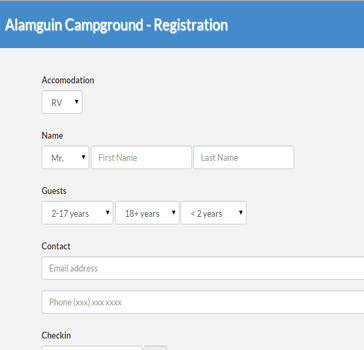 Alamguin Campground - Registration
Accomodation
RV
Name
Mr. First Name Last Name
Guests
2-17 years 18+ years < 2 years
Contact
Email address
Phone (xxx) xxx xxxx
Checkin